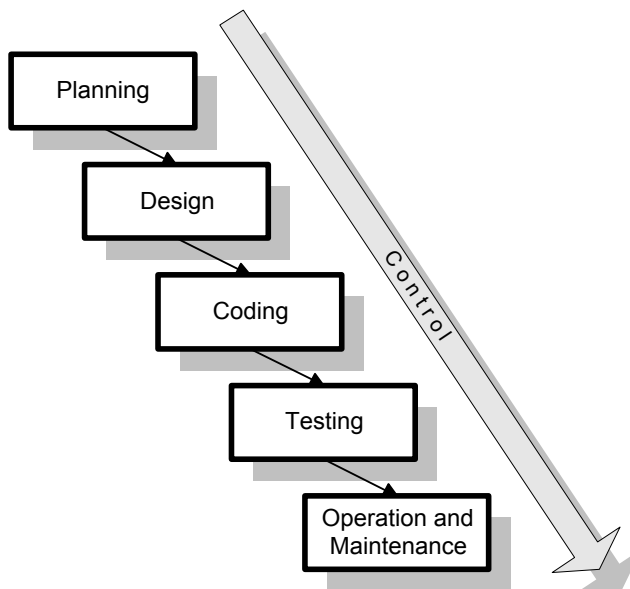 Planning
Design
Control
Coding
Testing
Operation and
Maintenance